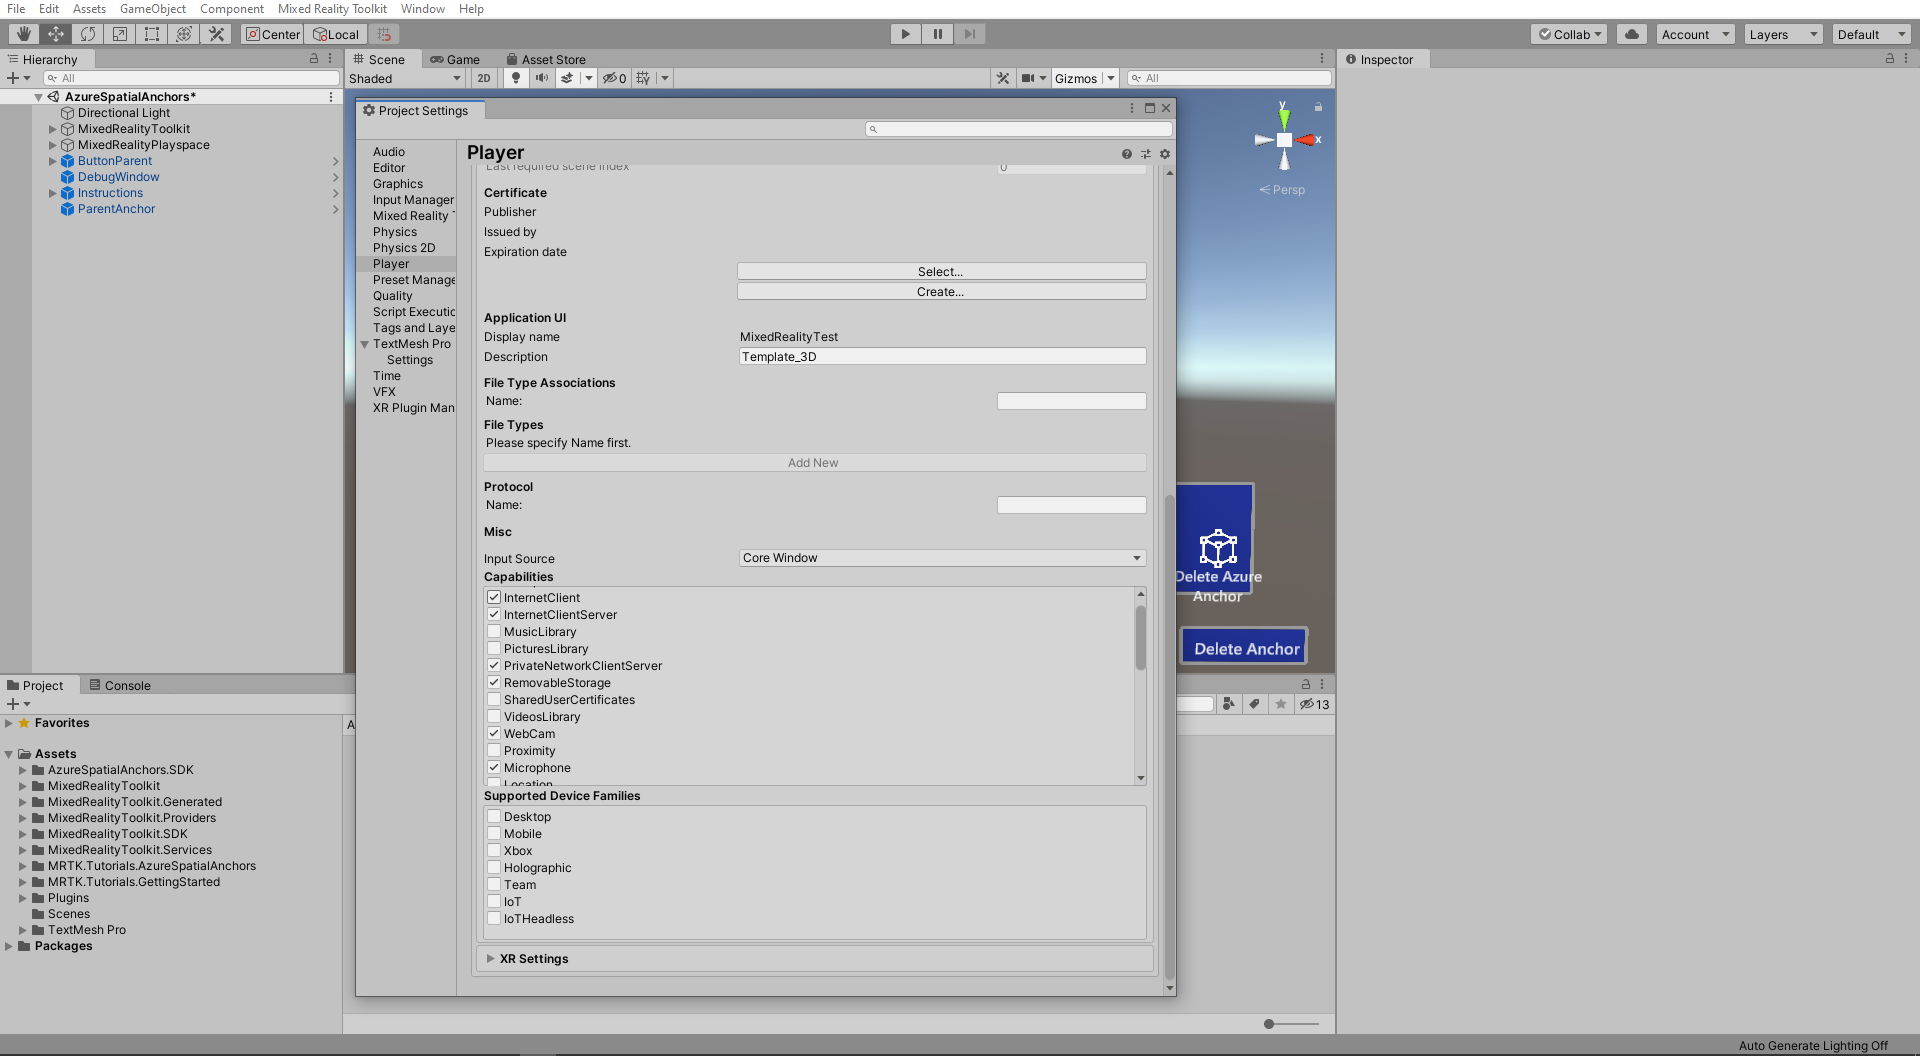 File Edit Assets GameObject Component Mixed Reality Toolkit Window Help
Center Local Collab Account Layers Default
Hierarchy
All
AzureSpatialAnchors*
Directional Light
MixedRealityToolkit
MixedRealityPlayspace
ButtonParent
DebugWindow
Instructions
ParentAnchor
Scene Game Asset Store
Shaded 2D 0 Gizmos All
y
x
Persp
Delete Azure
Anchor
Delete Anchor
Inspector
Project Settings
Audio
Editor
Graphics
Input Manager
Mixed Reality
Physics
Physics 2D
Player
Preset Manage
Quality
Script Executio
Tags and Laye
TextMesh Pro
Settings
Time
VFX
XR Plugin Man
Player
Last required scene index 0
Certificate
Publisher
Issued by
Expiration date
Select...
Create...
Application UI
Display name MixedRealityTest
Description Template_3D
File Type Associations
Name:
File Types
Please specify Name first.
Add New
Protocol
Name:
Misc
Input Source Core Window
Capabilities
InternetClient
InternetClientServer
MusicLibrary
PicturesLibrary
PrivateNetworkClientServer
RemovableStorage
SharedUserCertificates
VideosLibrary
WebCam
Proximity
Microphone
Location
Supported Device Families
Desktop
Mobile
Xbox
Holographic
Team
IoT
IoTHeadless
XR Settings
Project Console
13
A
Favorites
Assets
AzureSpatialAnchors.SDK
MixedRealityToolkit
MixedRealityToolkit.Generated
MixedRealityToolkit.Providers
MixedRealityToolkit.SDK
MixedRealityToolkit.Services
MRTK.Tutorials.AzureSpatialAnchors
MRTK.Tutorials.GettingStarted
Plugins
Scenes
TextMesh Pro
Packages
Auto Generate Lighting Off